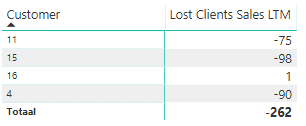 Customer Lost Clients Sales LTM
11 -75
15 -98
16 1
4 -90
Totaal -262